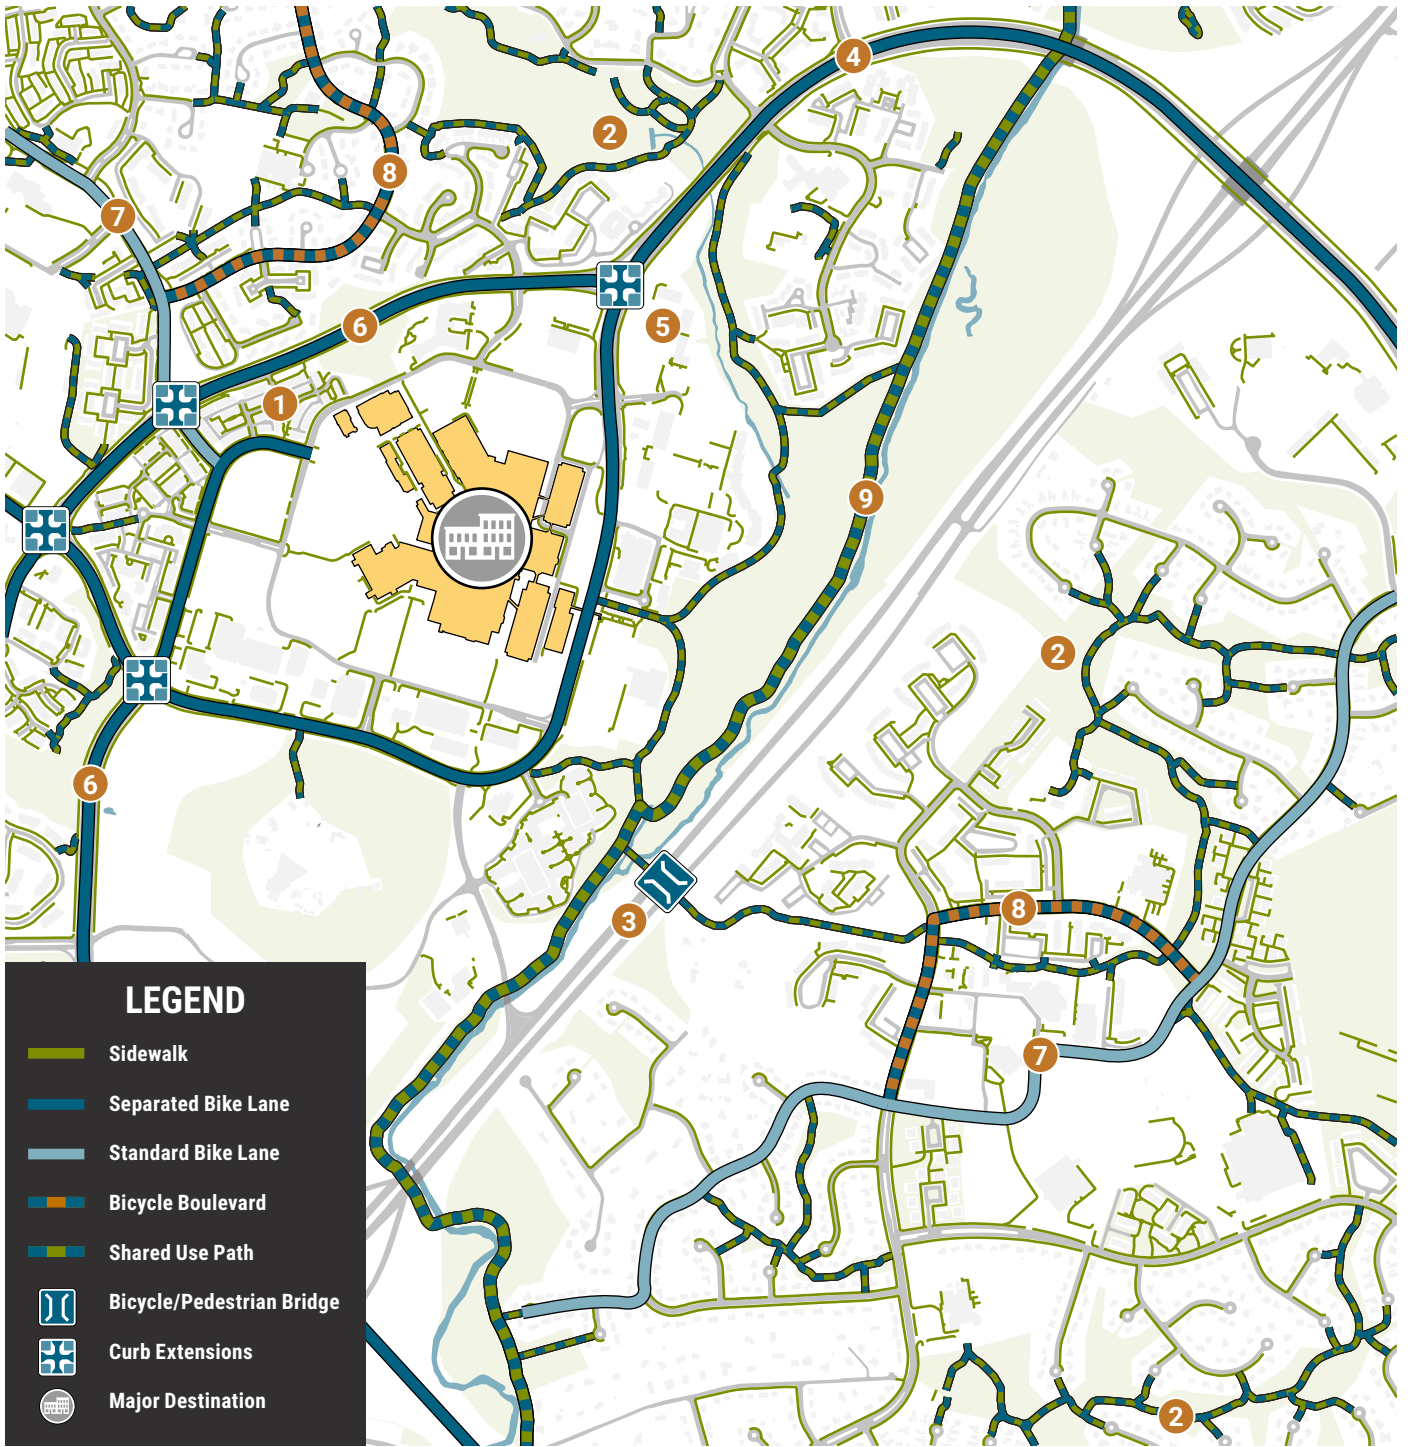 4
2
8
7
5
6
1
9
2
6
8
3
7
2
LEGEND
Sidewalk
Separated Bike Lane
Standard Bike Lane
Bicycle Boulevard
Shared Use Path
Bicycle/Pedestrian Bridge
Curb Extensions
Major Destination